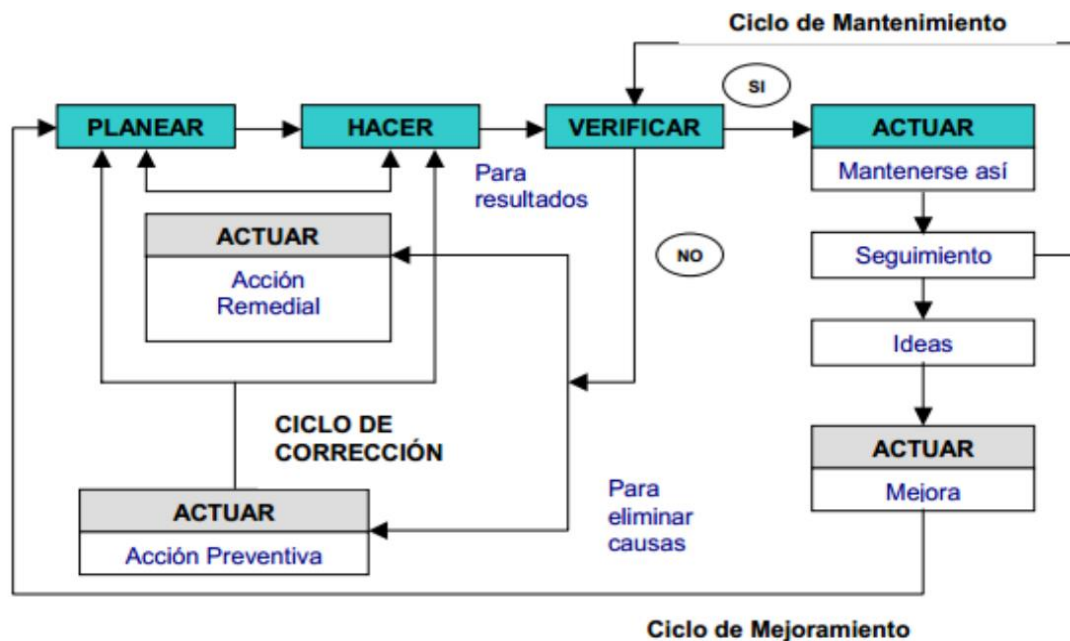 Ciclo de Mantenimiento
SI
PLANEAR
HACER
VERIFICAR
ACTUAR
Mantenerse así
Para
resultados
ACTUAR
Acción
Remedial
NO
Seguimiento
Ideas
CICLO DE
CORRECCIÓN
ACTUAR
Mejora
ACTUAR
Acción Preventiva
Para
eliminar
causas
Ciclo de Mejoramiento